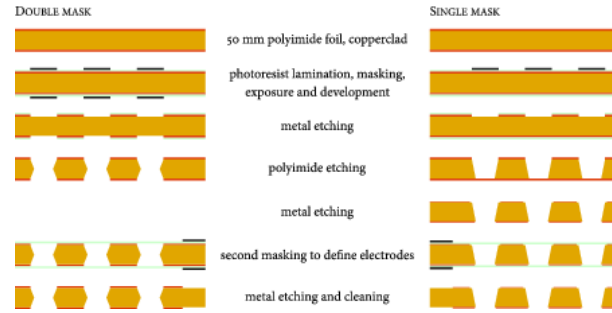 DOUBLE MASK
SINGLE MASK
50 mm polyimide foil, copperclad
photoresist lamination, masking,
exposure and development
metal etching
polyimide etching
metal etching
second masking to define electrodes
metal etching and cleaning